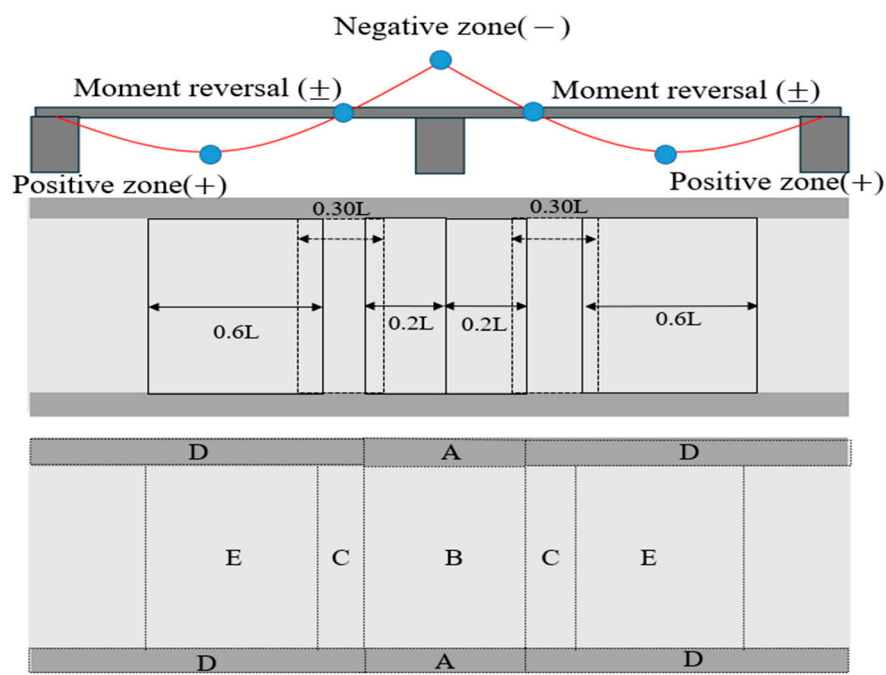 Negative zone(−)
Moment reversal (±)
Moment reversal (±)
Positive zone(+)
Positive zone(+)
0.30L
0.30L
0.6L
0.2L
0.2L
0.6L
D
A
D
E
C
B
C
E
D
A
D